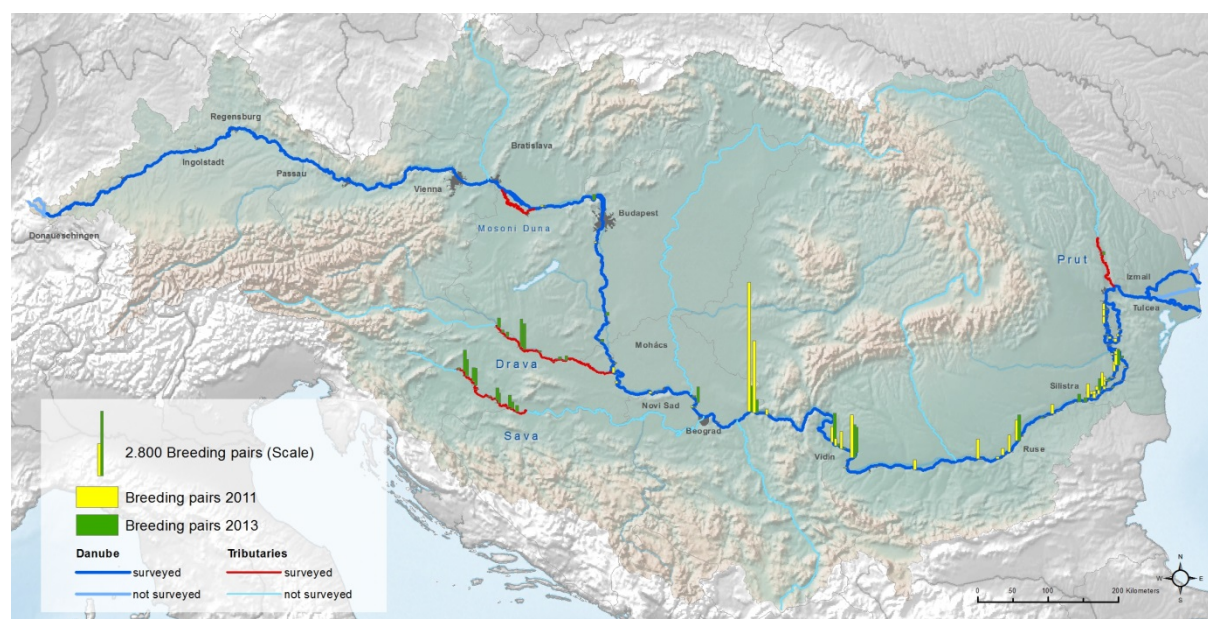 Regensburg
Ingolstadt
Passau
Donaueschingen
Vienna
Bratislava
Mosoni Duna
Budapest
Prut
Izmail
Tulcea
Mohács
Drava
Silistra
Novi Sad
Beograd
Sava
Vidin
Ruse
2.800 Breeding pairs (Scale)
Breeding pairs 2011
Breeding pairs 2013
Danube Tributaries
surveyed surveyed
not surveyed not surveyed
N
W E
S
0 50 100 200 Kilometers